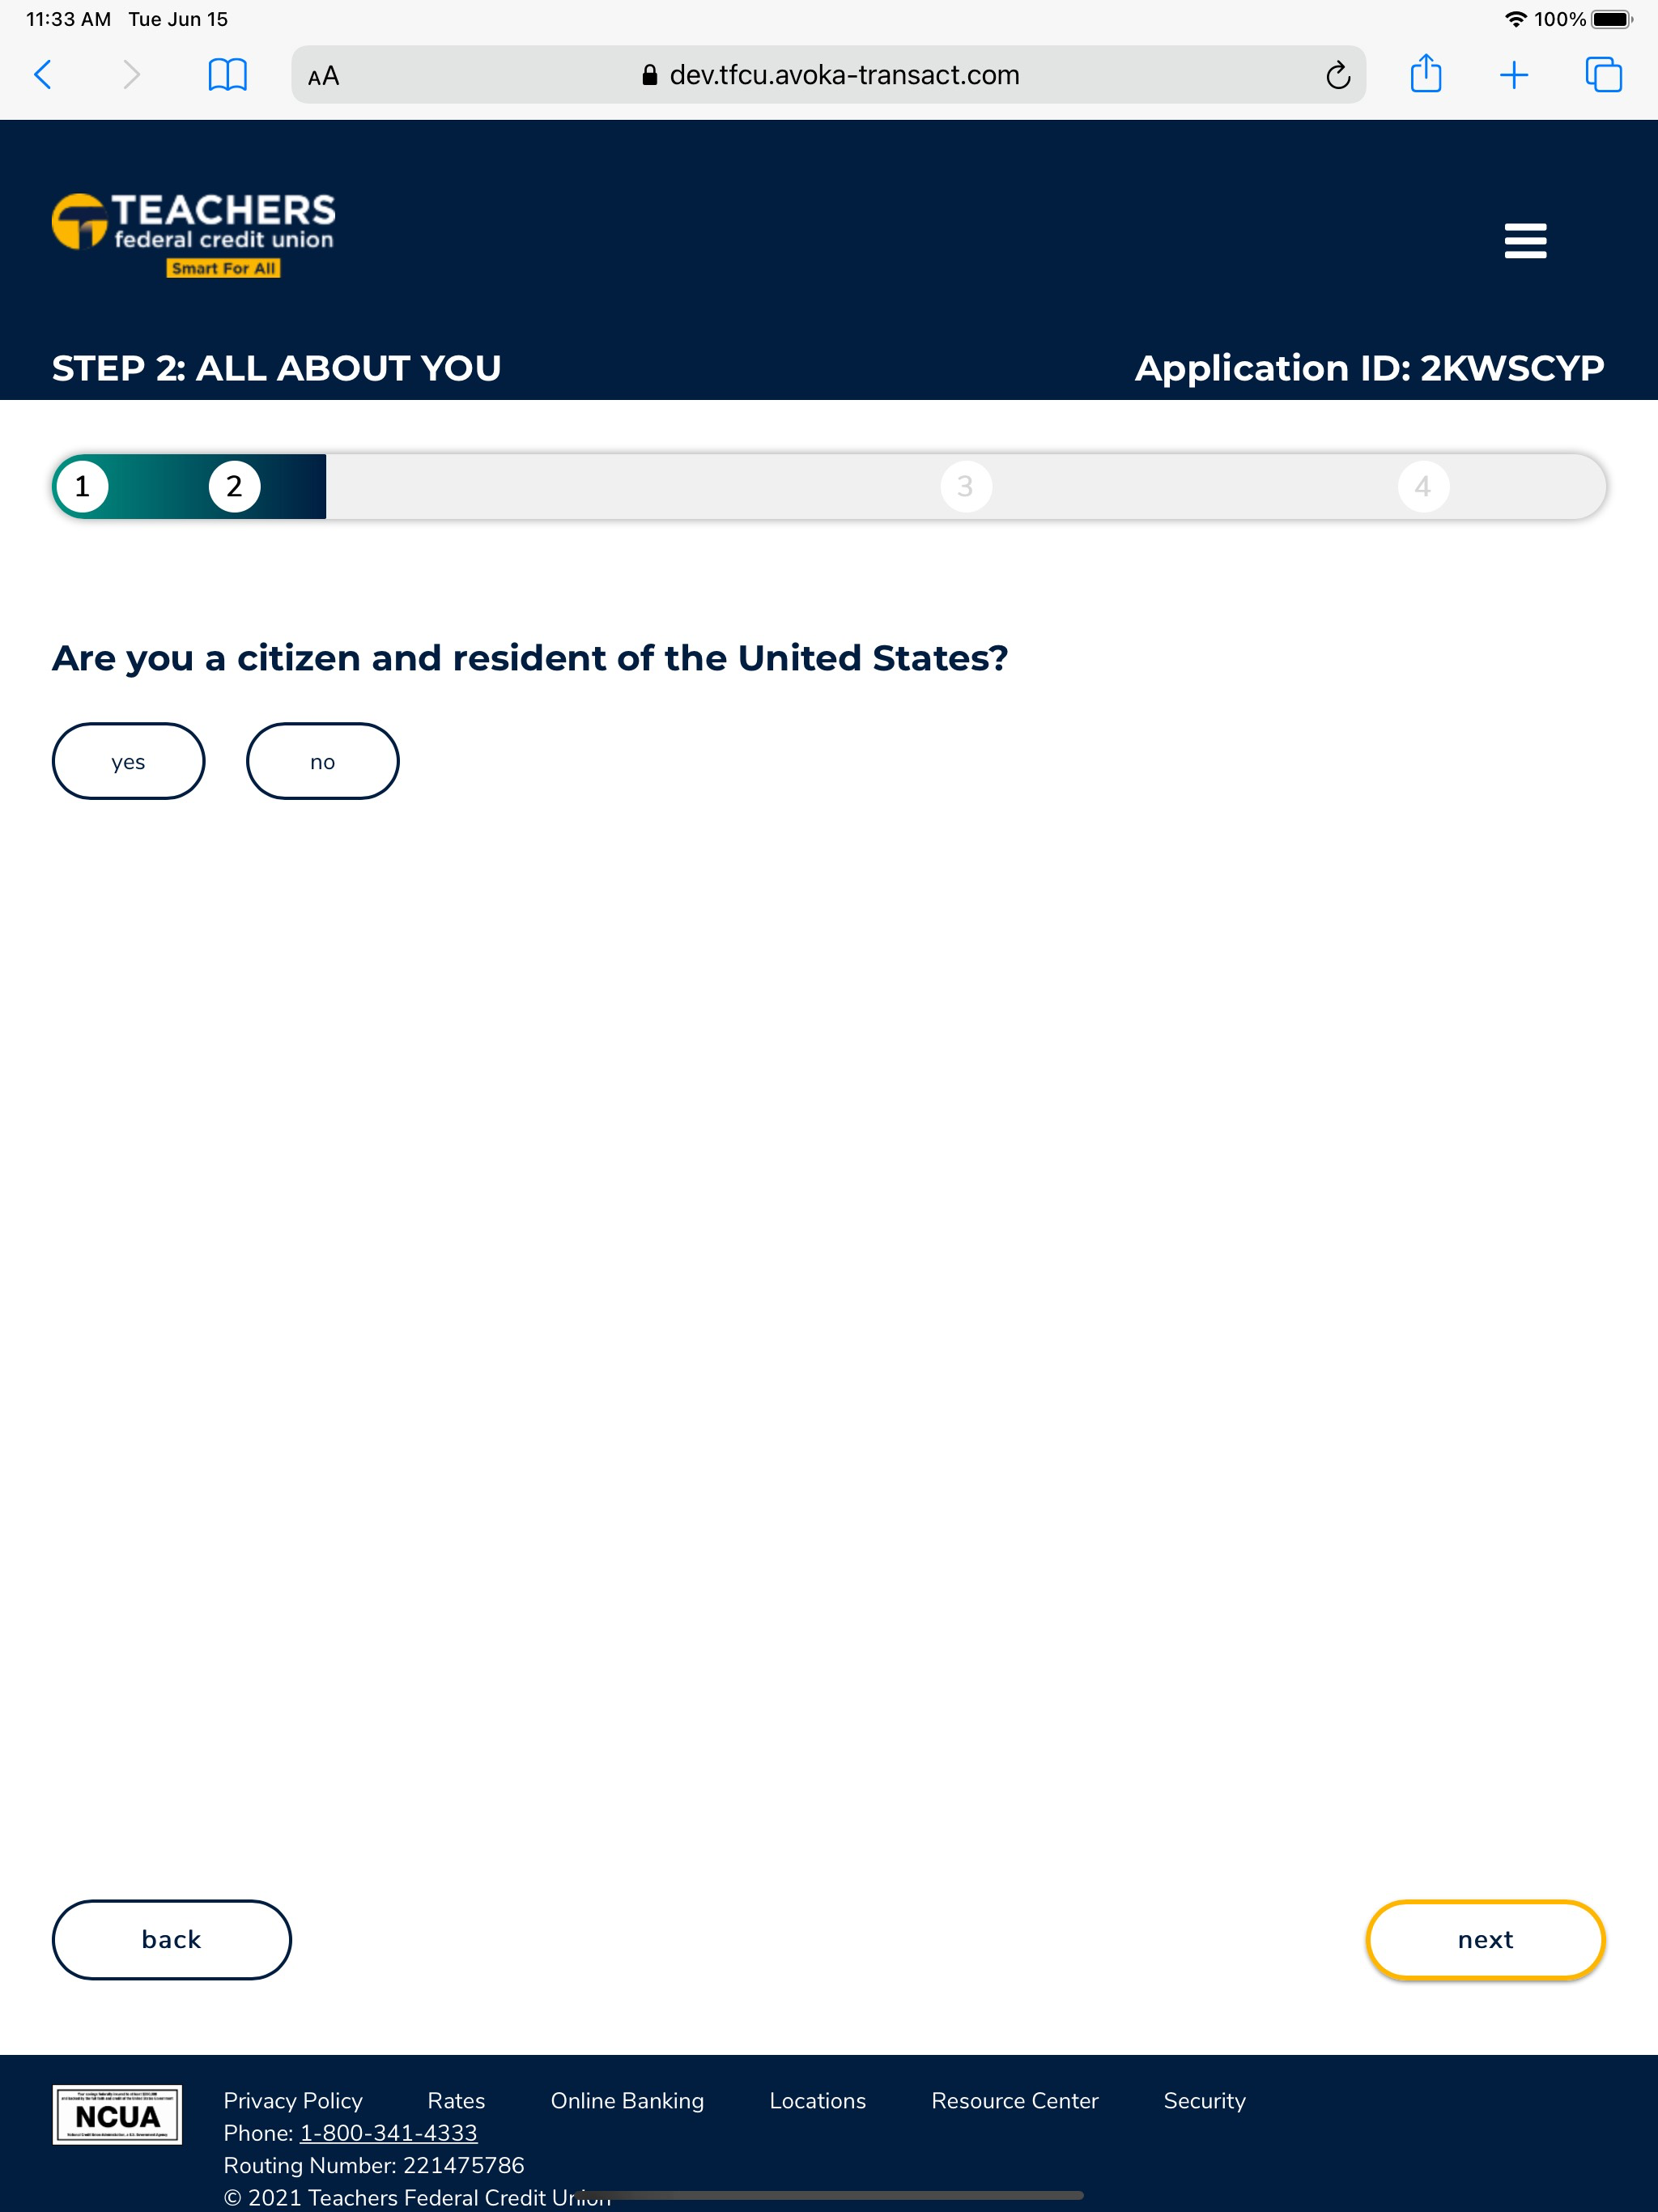 11:33 AM Tue Jun 15 100%
AA dev.tfcu.avoka-transact.com
TEACHERS
federal credit union
Smart For All
STEP 2: ALL ABOUT YOU Application ID: 2KWSCYP
1 2 3 4
Are you a citizen and resident of the United States?
yes no
back next
NCUA
Privacy Policy Rates Online Banking Locations Resource Center Security
Phone: 1-800-341-4333
Routing Number: 221475786
© 2021 Teachers Federal Credit Union